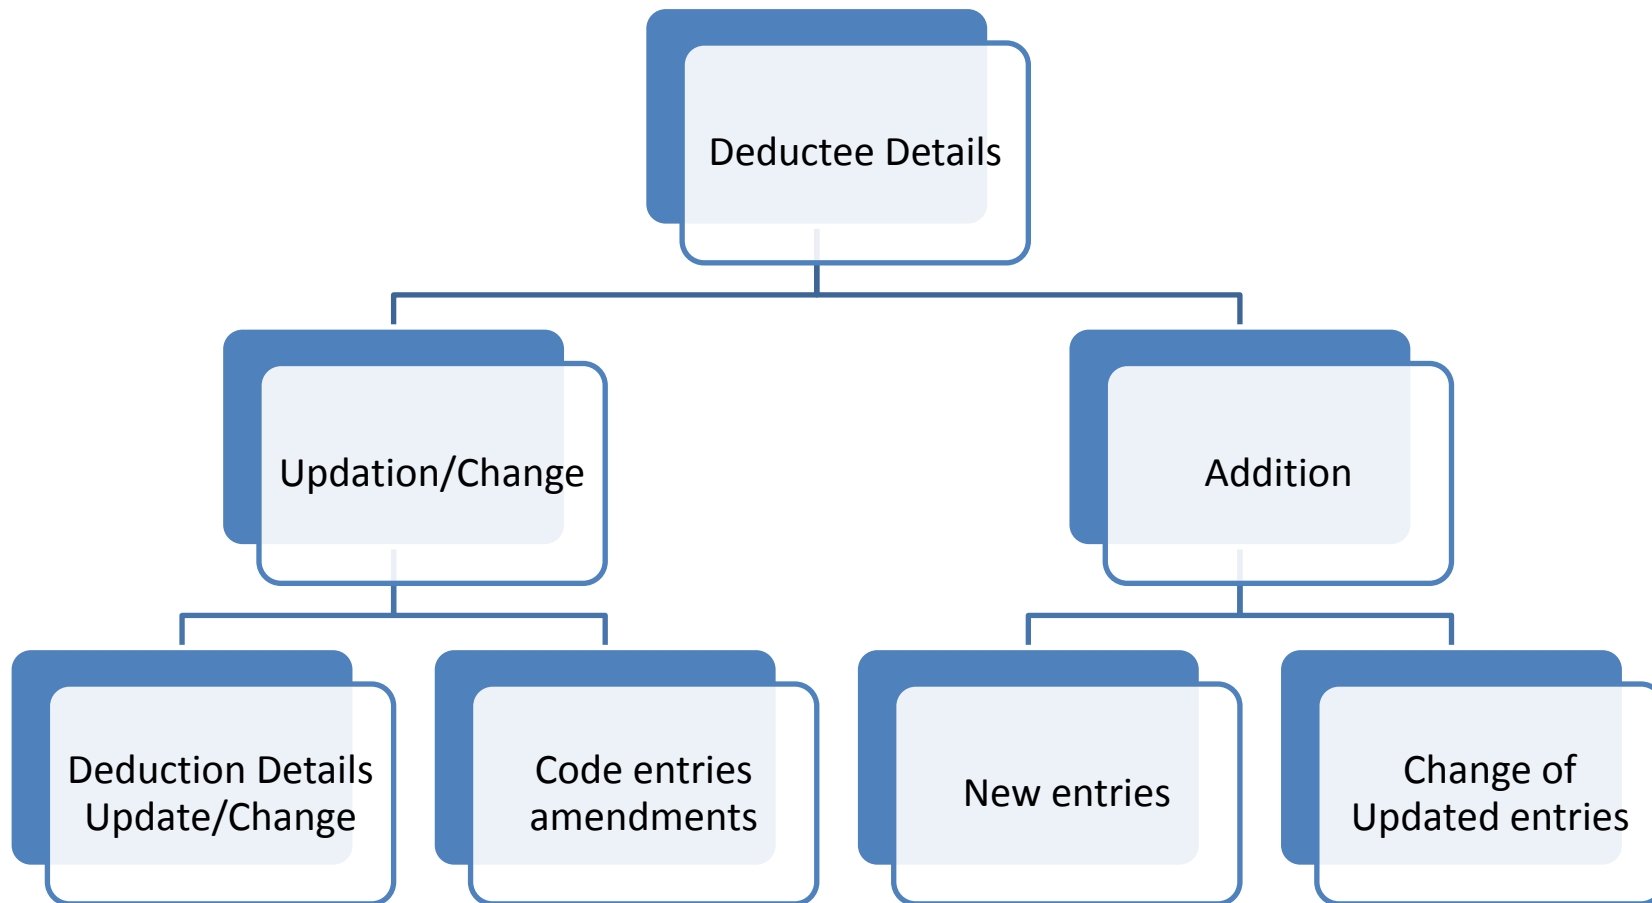 Deductee Details
Updation/Change
Addition
Deduction Details
Update/Change
Code entries
amendments
New entries
Change of
Updated entries